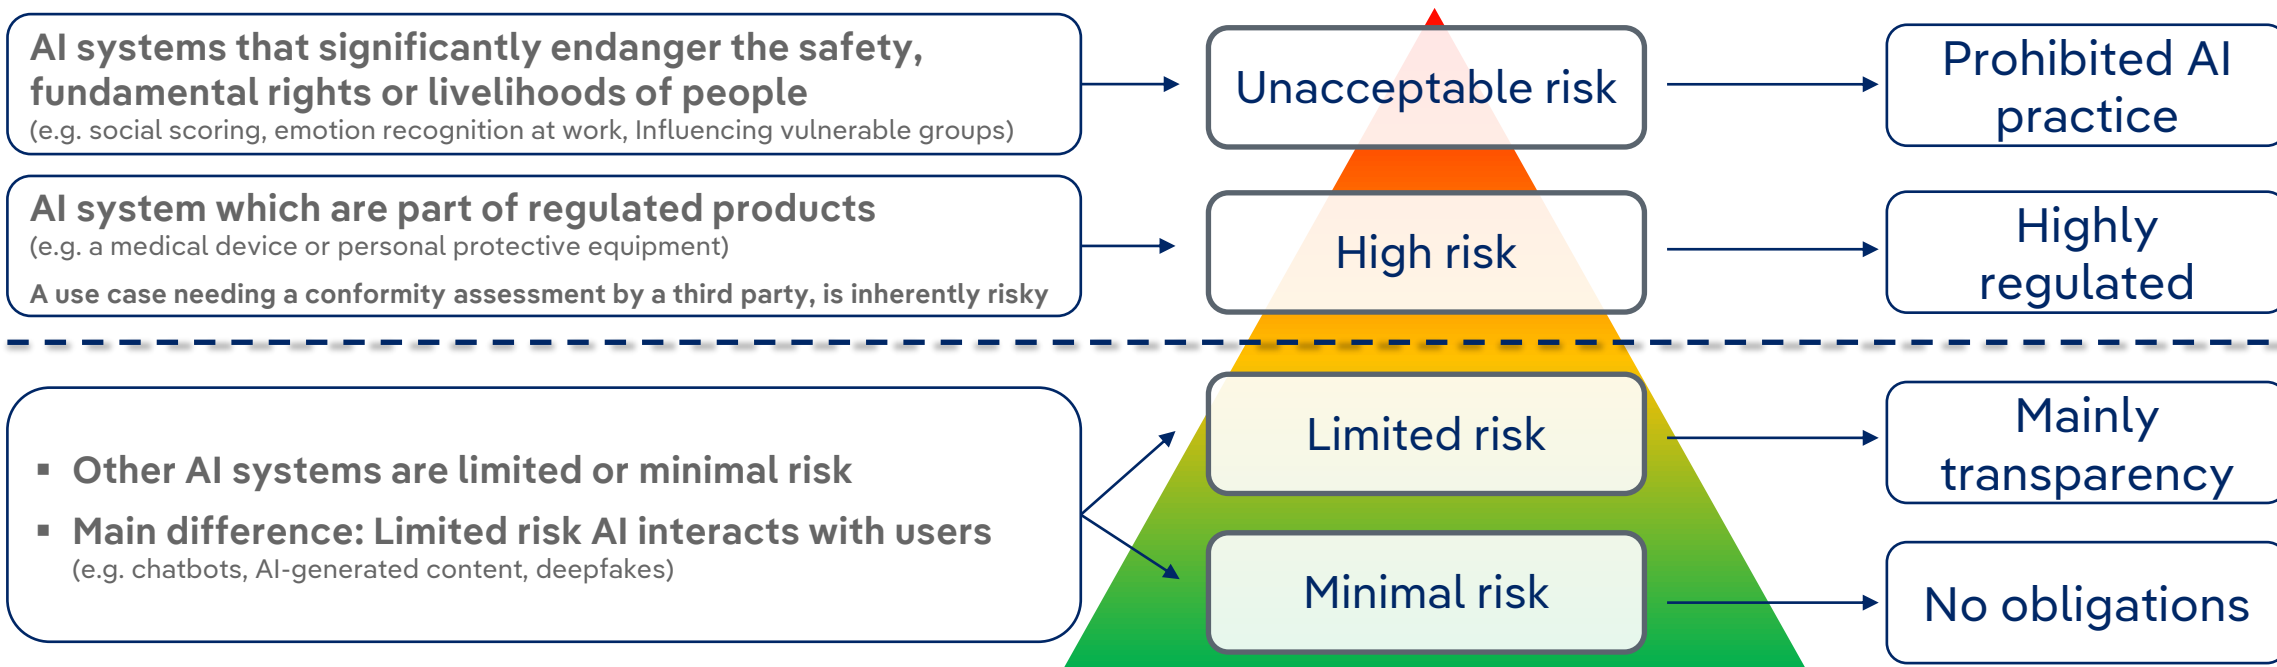 AI systems that significantly endanger the safety,
fundamental rights or livelihoods of people
(e.g. social scoring, emotion recognition at work, Influencing vulnerable groups)
Unacceptable risk
Prohibited AI
practice
AI system which are part of regulated products
(e.g. a medical device or personal protective equipment)
A use case needing a conformity assessment by a third party, is inherently risky
High risk
Highly
regulated
▪ Other AI systems are limited or minimal risk
▪ Main difference: Limited risk AI interacts with users
(e.g. chatbots, AI-generated content, deepfakes)
Limited risk
Mainly
transparency
Minimal risk
No obligations